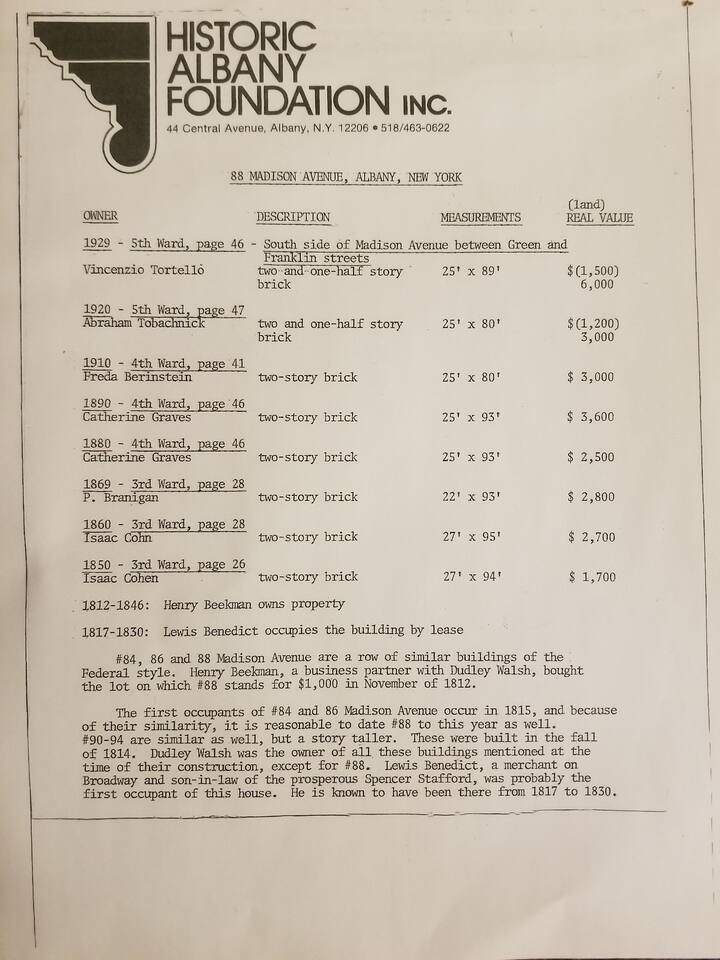 HISTORIC
ALBANY
FOUNDATION INC.
44 Central Avenue, Albany, N.Y. 12206 • 518/463-0622
88 MADISON AVENUE, ALBANY, NEW YORK
(land)
OWNER DESCRIPTION MEASUREMENTS REAL VALUE
1929 - 5th Ward, page 46 - South side of Madison Avenue between Green and
Franklin streets
Vincenzio Tortello two and one-half story 25' x 89' $(1,500)
brick 6,000
1920 - 5th Ward, page 47
Abraham Tobachnick two and one-half story 25' x 80' $(1,200)
brick 3,000
1910 - 4th Ward, page 41
Freda Berinstein two-story brick 25' x 80' $ 3,000
1890 - 4th Ward, page 46
Catherine Graves two-story brick 25' x 93' $ 3,600
1880 - 4th Ward, page 46
Catherine Graves two-story brick 25' x 93' $ 2,500
1869 - 3rd Ward, page 28
P. Branigan two-story brick 22' x 93' $ 2,800
1860 - 3rd Ward, page 28
Isaac Cohn two-story brick 27' x 95' $ 2,700
1850 - 3rd Ward, page 26
Isaac Cohen two-story brick 27' x 94' $ 1,700
1812-1846: Henry Beekman owns property
1817-1830: Lewis Benedict occupies the building by lease
#84, 86 and 88 Madison Avenue are a row of similar buildings of the
Federal style. Henry Beekman, a business partner with Dudley Walsh, bought
the lot on which #88 stands for $1,000 in November of 1812.
The first occupants of #84 and 86 Madison Avenue occur in 1815, and because
of their similarity, it is reasonable to date #88 to this year as well.
#90-94 are similar as well, but a story taller. These were built in the fall
of 1814. Dudley Walsh was the owner of all these buildings mentioned at the
time of their construction, except for #88. Lewis Benedict, a merchant on
Broadway and son-in-law of the prosperous Spencer Stafford, was probably the
first occupant of this house. He is known to have been there from 1817 to 1830.